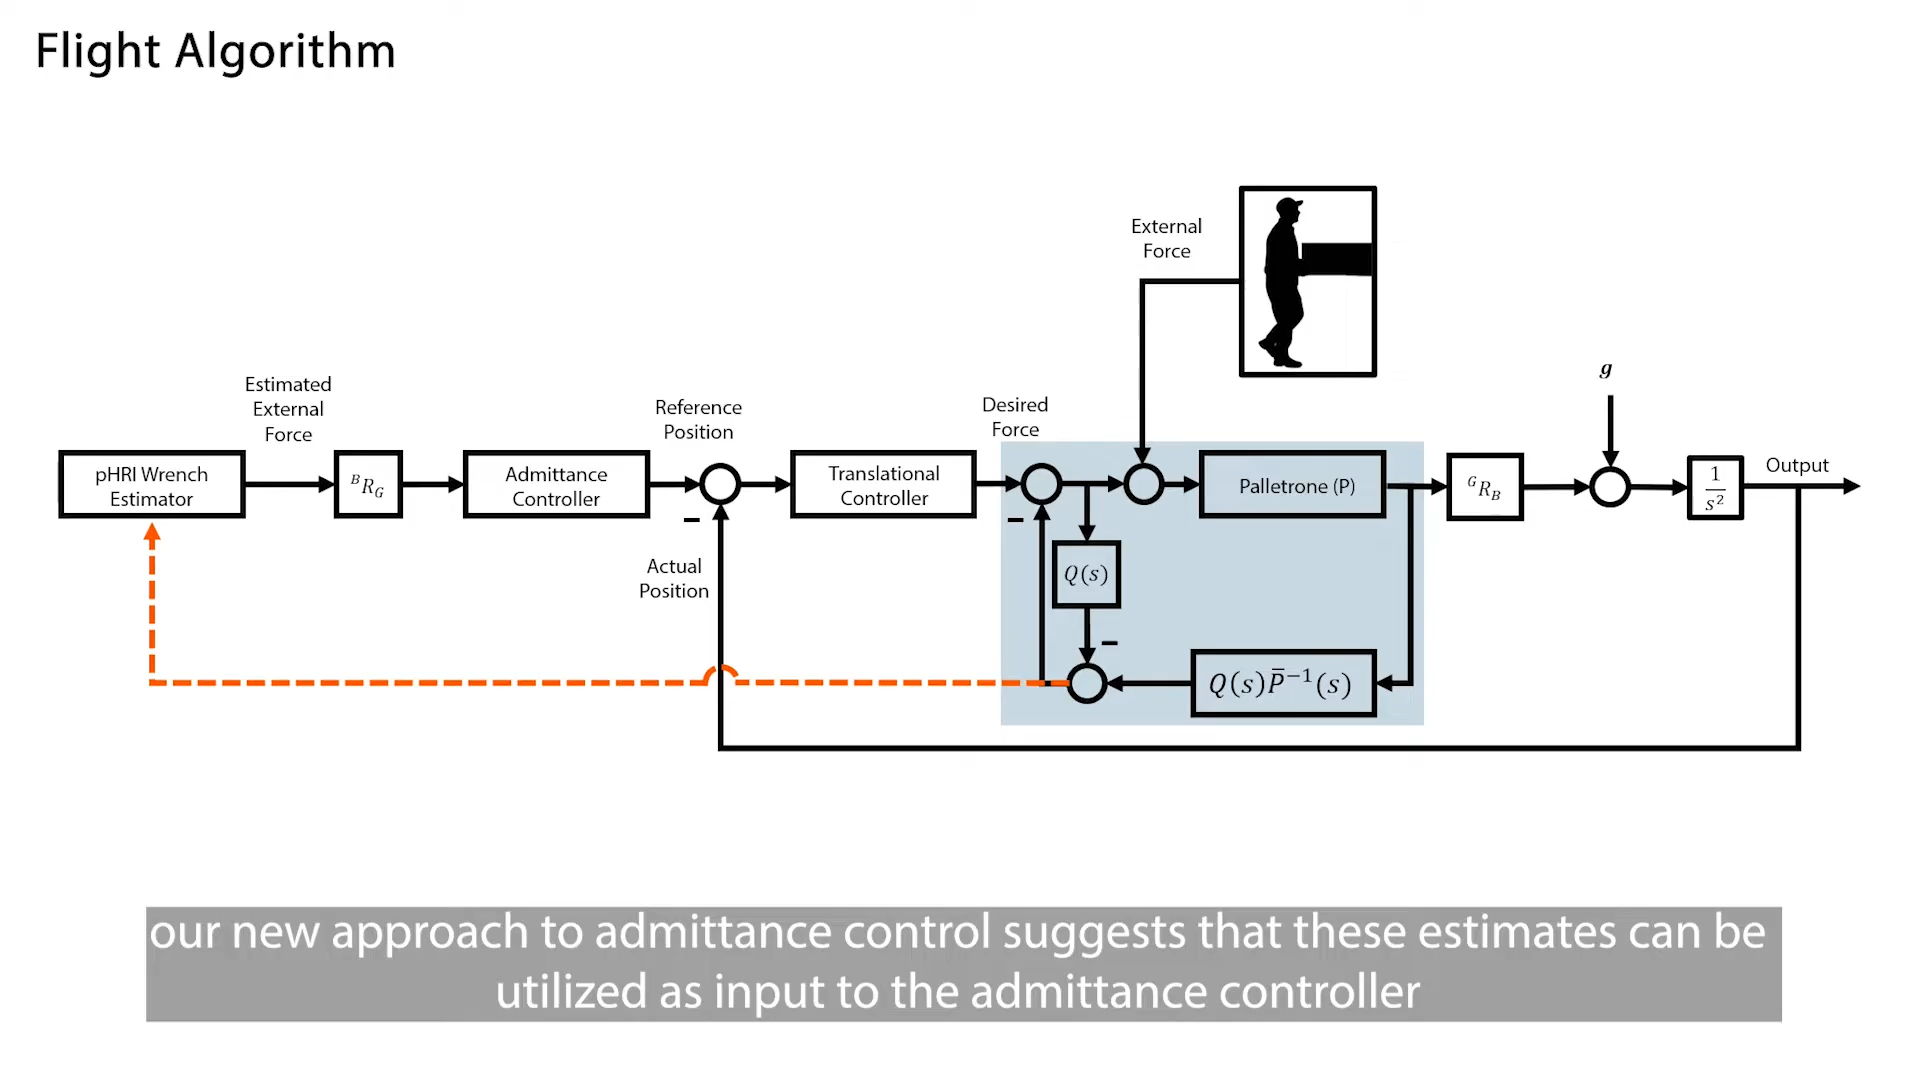 Flight Algorithm
External
Force
g
Estimated
External
Force
Reference
Position
Desired
Force
pHRI Wrench
Estimator
ᴮR_G
Admittance
Controller
Translational
Controller
Palletrone (P)
ᴳR_B
1
s²
Output
−
−
Actual
Position
Q(s)
−
Q(s)P̅⁻¹(s)
our new approach to admittance control suggests that these estimates can be
utilized as input to the admittance controller